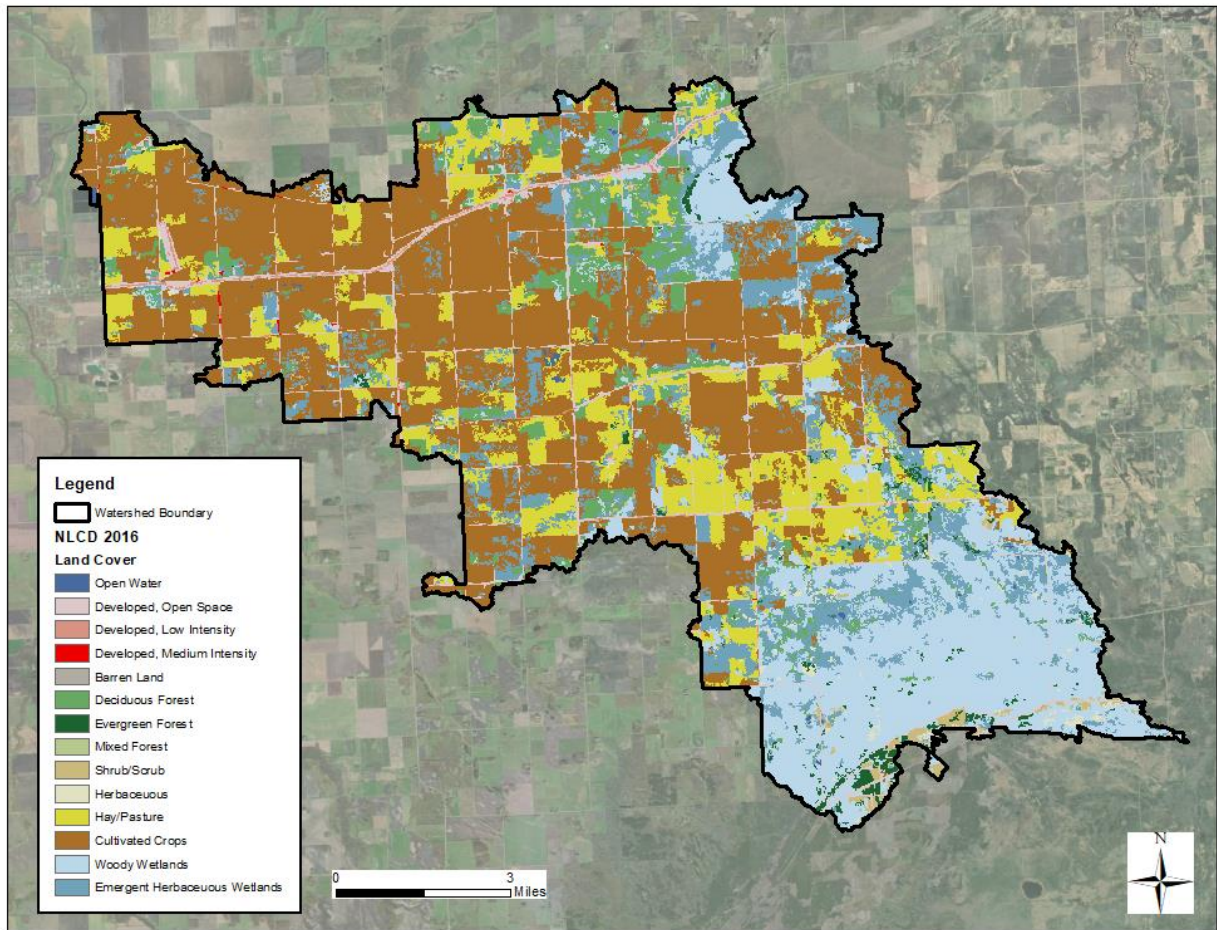 Legend
Watershed Boundary
NLCD 2016
Land Cover
Open Water
Developed, Open Space
Developed, Low Intensity
Developed, Medium Intensity
Barren Land
Deciduous Forest
Evergreen Forest
Mixed Forest
Shrub/Scrub
Herbaceuous
Hay/Pasture
Cultivated Crops
Woody Wetlands
Emergent Herbaceuous Wetlands
0 3
Miles
N